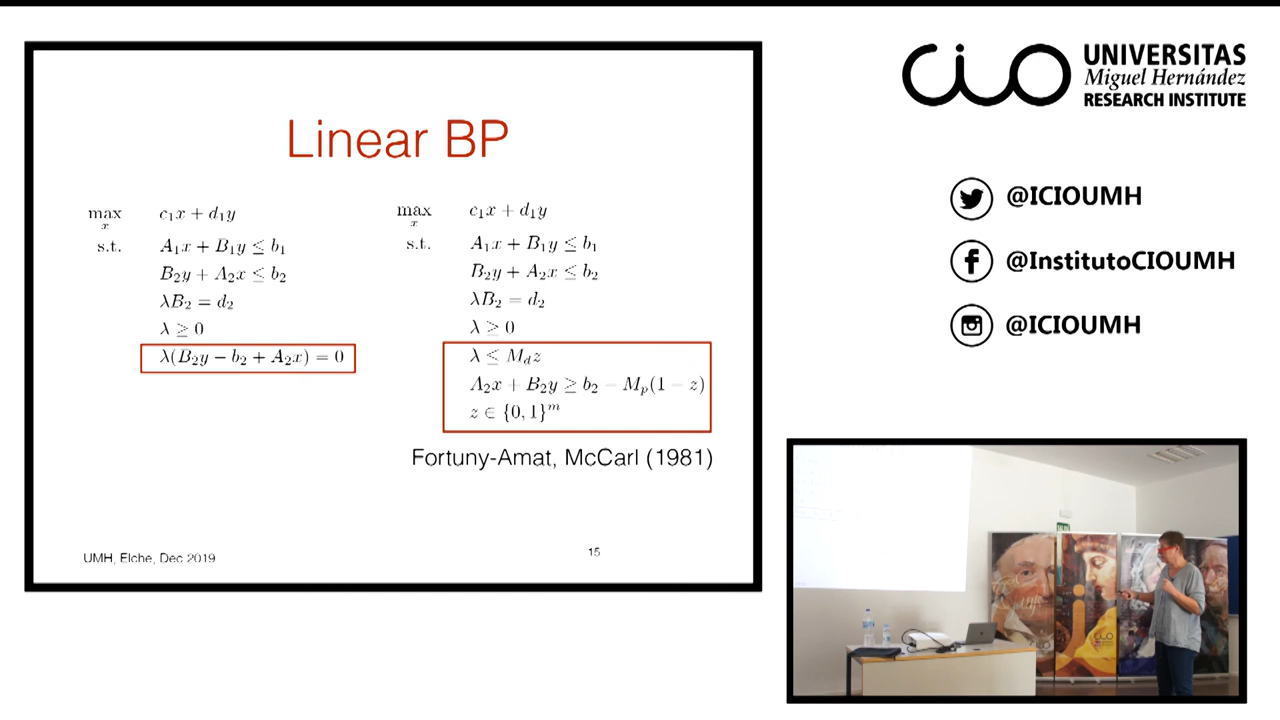 Linear BP
max x c₁x + d₁y
s.t. A₁x + B₁y ≤ b₁
B₂y + A₂x ≤ b₂
λB₂ = d₂
λ ≥ 0
λ(B₂y − b₂ + A₂x) = 0
max x c₁x + d₁y
s.t. A₁x + B₁y ≤ b₁
B₂y + A₂x ≤ b₂
λB₂ = d₂
λ ≥ 0
λ ≤ M_d z
A₂x + B₂y ≥ b₂ − M_p(1 − z)
z ∈ {0, 1}ᵐ
Fortuny-Amat, McCarl (1981)
UMH, Elche, Dec 2019
15
cio
UNIVERSITAS
Miguel Hernández
RESEARCH INSTITUTE
@ICIOUMH
@InstitutoCIOUMH
@ICIOUMH